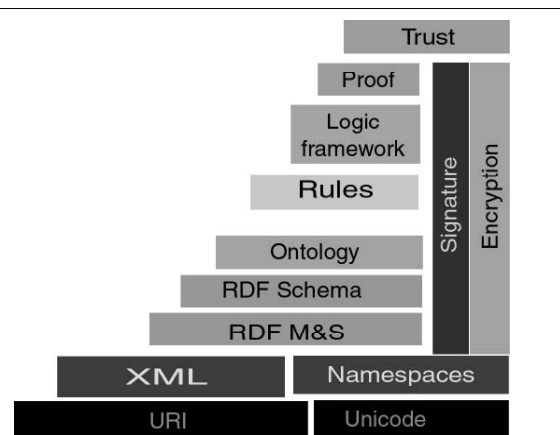 Trust
Proof
Logic
framework
Rules
Signature
Encryption
Ontology
RDF Schema
RDF M&S
XML
Namespaces
URI
Unicode